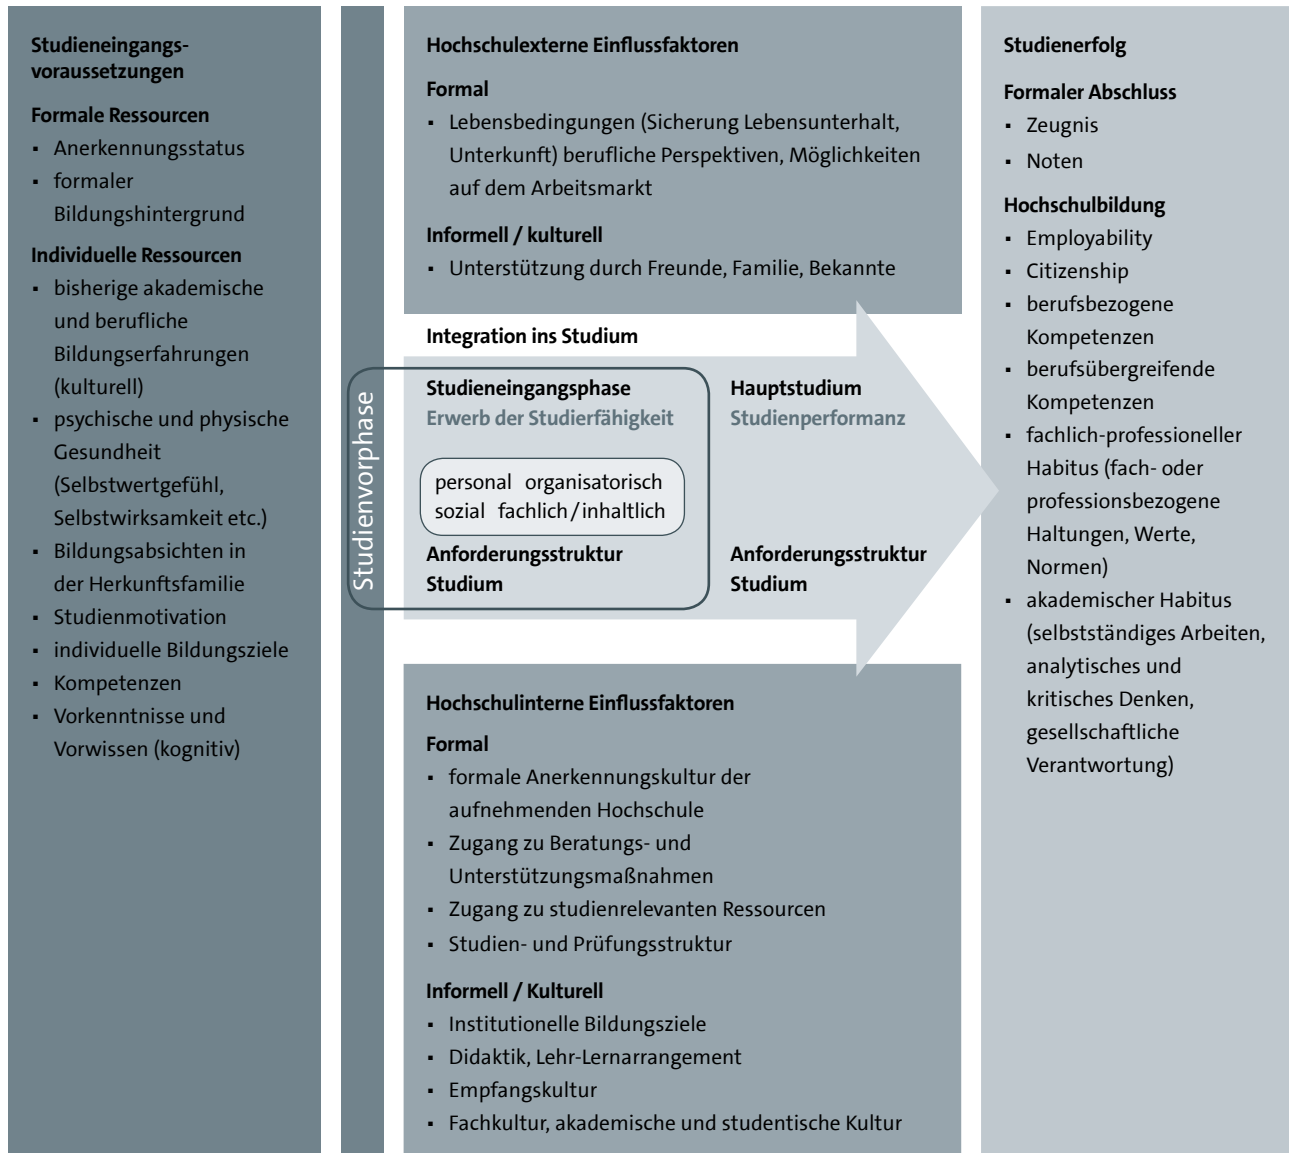 Studieneingangs-
voraussetzungen
Formale Ressourcen
▪ Anerkennungsstatus
▪ formaler
Bildungshintergrund
Individuelle Ressourcen
▪ bisherige akademische
und berufliche
Bildungserfahrungen
(kulturell)
▪ psychische und physische
Gesundheit
(Selbstwertgefühl,
Selbstwirksamkeit etc.)
▪ Bildungsabsichten in
der Herkunftsfamilie
▪ Studienmotivation
▪ individuelle Bildungsziele
▪ Kompetenzen
▪ Vorkenntnisse und
Vorwissen (kognitiv)
Studienvorphase
Hochschulexterne Einflussfaktoren
Formal
▪ Lebensbedingungen (Sicherung Lebensunterhalt,
Unterkunft) berufliche Perspektiven, Möglichkeiten
auf dem Arbeitsmarkt
Informell / kulturell
▪ Unterstützung durch Freunde, Familie, Bekannte
Integration ins Studium
Studieneingangsphase
Erwerb der Studierfähigkeit
personal organisatorisch
sozial fachlich / inhaltlich
Anforderungsstruktur
Studium
Hauptstudium
Studienperformanz
Anforderungsstruktur
Studium
Hochschulinterne Einflussfaktoren
Formal
▪ formale Anerkennungskultur der
aufnehmenden Hochschule
▪ Zugang zu Beratungs- und
Unterstützungsmaßnahmen
▪ Zugang zu studienrelevanten Ressourcen
▪ Studien- und Prüfungsstruktur
Informell / Kulturell
▪ Institutionelle Bildungsziele
▪ Didaktik, Lehr-Lernarrangement
▪ Empfangskultur
▪ Fachkultur, akademische und studentische Kultur
Studienerfolg
Formaler Abschluss
▪ Zeugnis
▪ Noten
Hochschulbildung
▪ Employability
▪ Citizenship
▪ berufsbezogene
Kompetenzen
▪ berufsübergreifende
Kompetenzen
▪ fachlich-professioneller
Habitus (fach- oder
professionsbezogene
Haltungen, Werte,
Normen)
▪ akademischer Habitus
(selbstständiges Arbeiten,
analytisches und
kritisches Denken,
gesellschaftliche
Verantwortung)